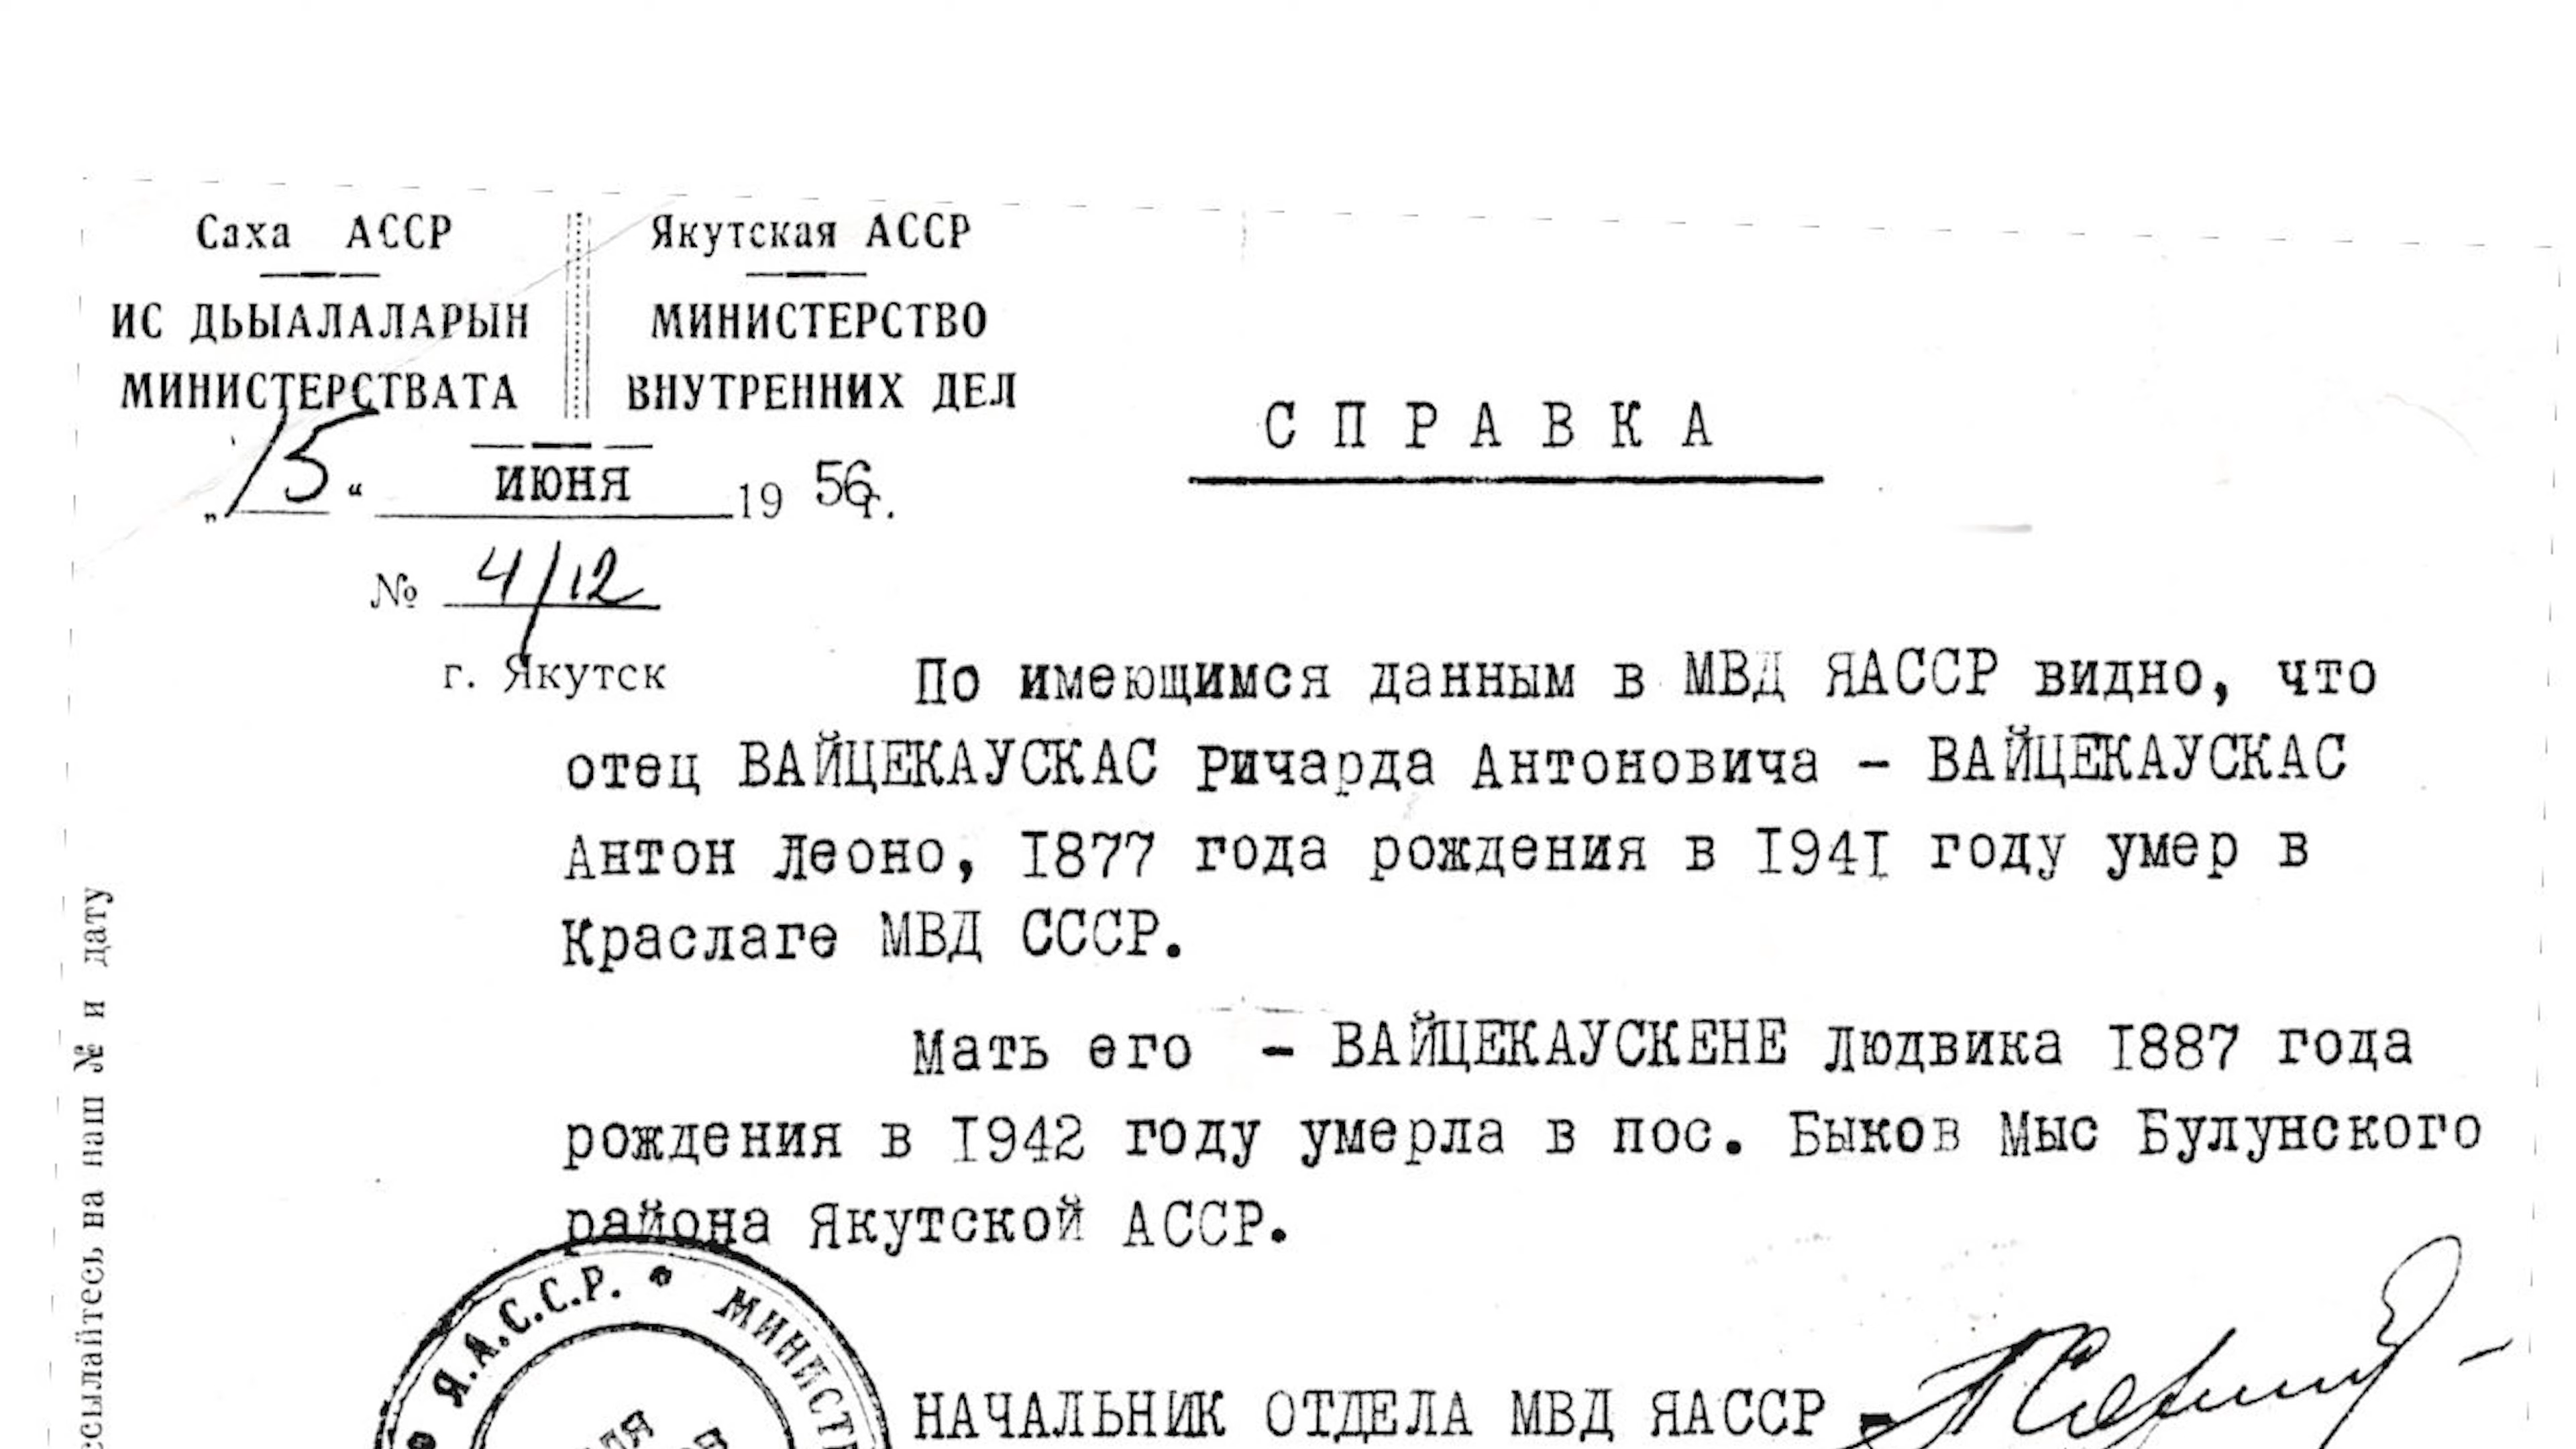 Саха АССР
ИС ДЬЫАЛАЛАРЫН
МИНИСТЕРСТВАТА
Якутская АССР
МИНИСТЕРСТВО
ВНУТРЕННИХ ДЕЛ
„15“ июня 1956г.
№ 4/12
г. Якутск
СПРАВКА
По имеющимся данным в МВД ЯАССР видно, что
отец ВАЙЦЕКАУСКАС Ричарда Антоновича - ВАЙЦЕКАУСКАС
Антон Леоно, 1877 года рождения в 1941 году умер в
Краслаге МВД СССР.
Мать его - ВАЙЦЕКАУСКЕНЕ Людвика 1887 года
рождения в 1942 году умерла в пос. Быков Мыс Булунского
района Якутской АССР.
НАЧАЛЬНИК ОТДЕЛА МВД ЯАССР -
Я.А.С.С.Р. * МИНИСТ
ссылайтесь на наш № и дату